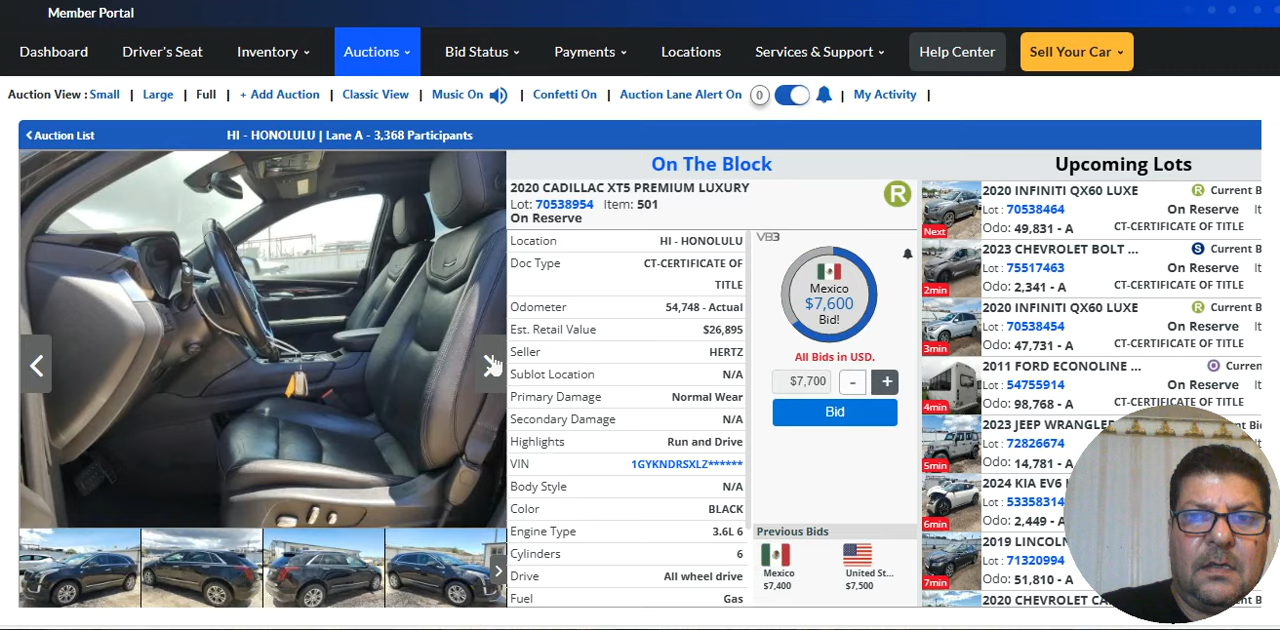 Member Portal
Dashboard Driver's Seat Inventory Auctions Bid Status Payments Locations Services & Support Help Center Sell Your Car
Auction View : Small | Large | Full | + Add Auction | Classic View | Music On | Confetti On | Auction Lane Alert On 0 | My Activity |
Auction List HI - HONOLULU | Lane A - 3,368 Participants
On The Block
2020 CADILLAC XT5 PREMIUM LUXURY
Lot: 70538954 Item: 501
On Reserve
R
Location HI - HONOLULU
Doc Type CT-CERTIFICATE OF
TITLE
Odometer 54,748 - Actual
Est. Retail Value $26,895
Seller HERTZ
Sublot Location N/A
Primary Damage Normal Wear
Secondary Damage N/A
Highlights Run and Drive
VIN 1GYKNDRSXLZ******
Body Style N/A
Color BLACK
Engine Type 3.6L 6
Cylinders 6
Drive All wheel drive
Fuel Gas
VB3
Mexico
$7,600
Bid!
All Bids in USD.
$7,700 - +
Bid
Previous Bids
Mexico
$7,400
United St...
$7,500
Upcoming Lots
2020 INFINITI QX60 LUXE R Current B
Lot : 70538464 On Reserve It
Odo: 49,831 - A CT-CERTIFICATE OF TITLE
Next
2023 CHEVROLET BOLT ... S Current B
Lot : 75517463 On Reserve It
Odo: 2,341 - A CT-CERTIFICATE OF TITLE
2min
2020 INFINITI QX60 LUXE R Current B
Lot : 70538454 On Reserve It
Odo: 47,731 - A CT-CERTIFICATE OF TITLE
3min
2011 FORD ECONOLINE ... Curren
Lot : 54755914 On Reserve It
Odo: 98,768 - A CT-CERTIFICATE OF TITLE
4min
2023 JEEP WRANGLER
Lot : 72826674
Odo: 14,781 - A
5min
2024 KIA EV6
Lot : 53358314
Odo: 2,449 - A
6min
2019 LINCOLN
Lot : 71320994
Odo: 51,810 - A
7min
2020 CHEVROLET CA